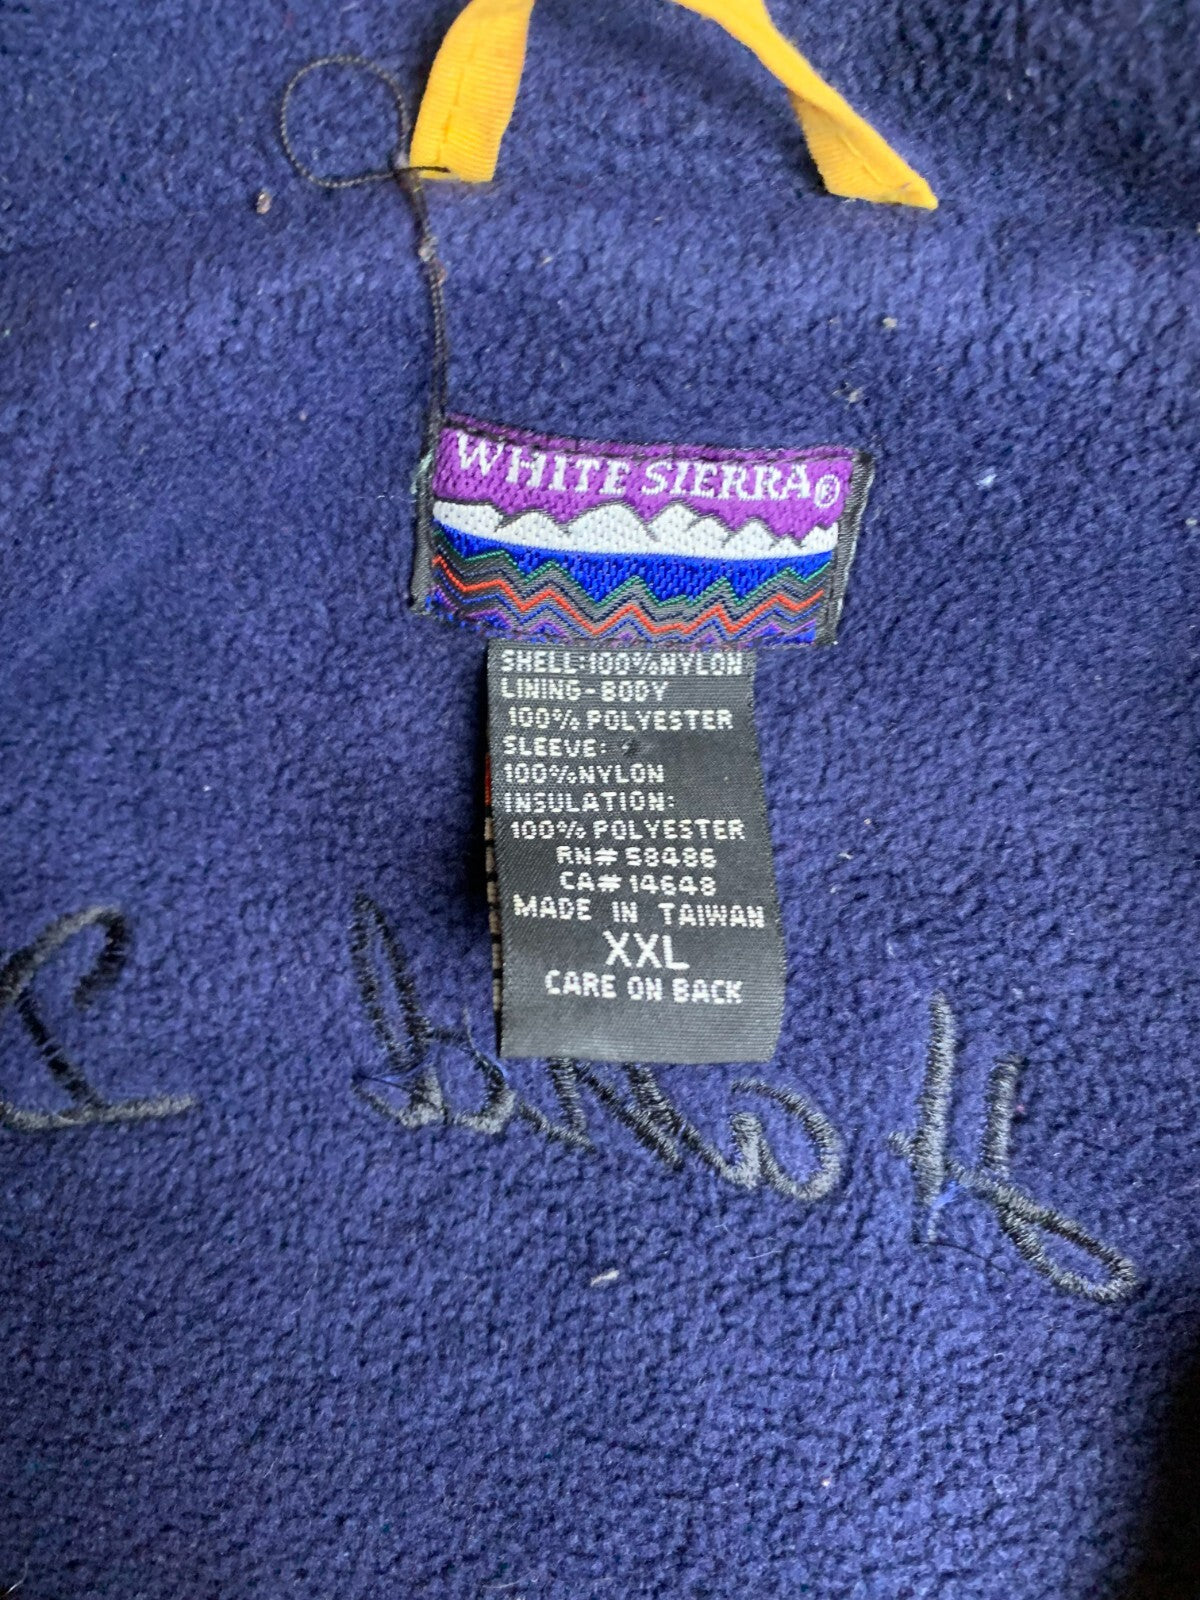 WHITE SIERRA®
SHELL:100%NYLON
LINING-BODY
100% POLYESTER
SLEEVE:
100%NYLON
INSULATION:
100% POLYESTER
RN# 58486
CA# 14648
MADE IN TAIWAN
XXL
CARE ON BACK